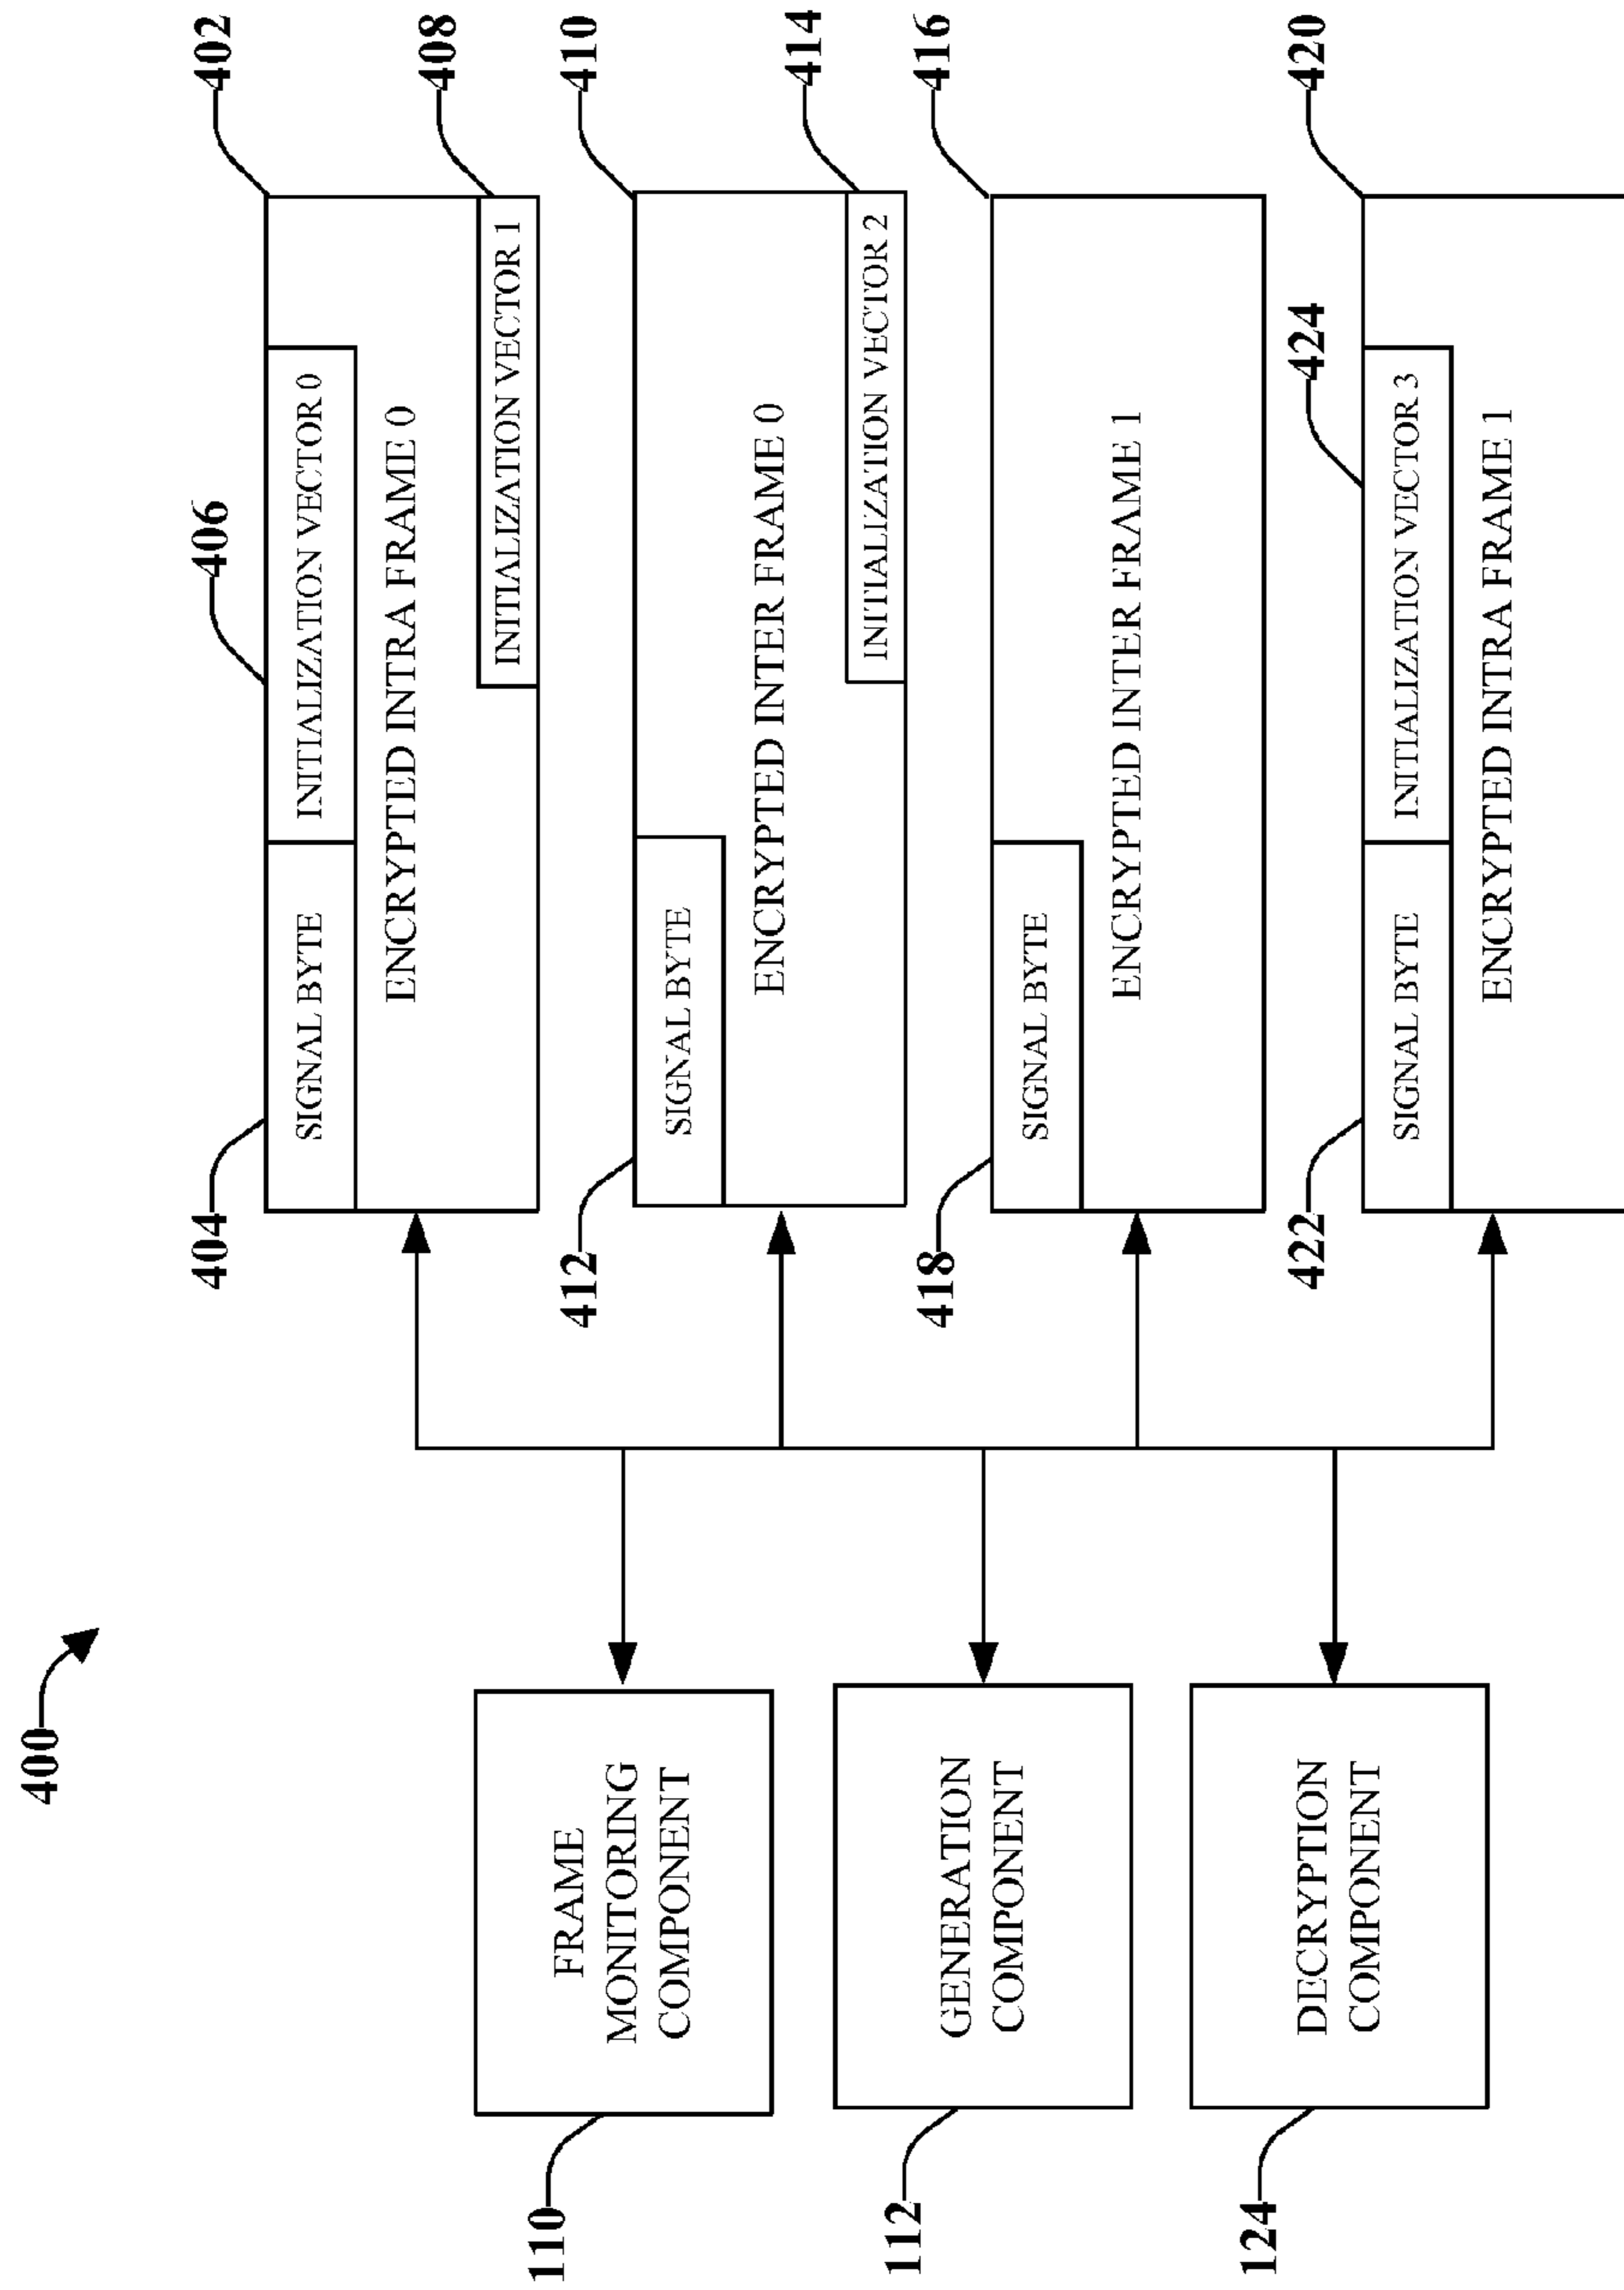 400
402
404
SIGNAL BYTE
406
INITIALIZATION VECTOR 0
ENCRYPTED INTRA FRAME 0
408
INITIALIZATION VECTOR 1
110
FRAME
MONITORING
COMPONENT
410
412
SIGNAL BYTE
ENCRYPTED INTER FRAME 0
414
INITIALIZATION VECTOR 2
112
GENERATION
COMPONENT
416
418
SIGNAL BYTE
ENCRYPTED INTER FRAME 1
124
DECRYPTION
COMPONENT
420
422
SIGNAL BYTE
424
INITIALIZATION VECTOR 3
ENCRYPTED INTRA FRAME 1